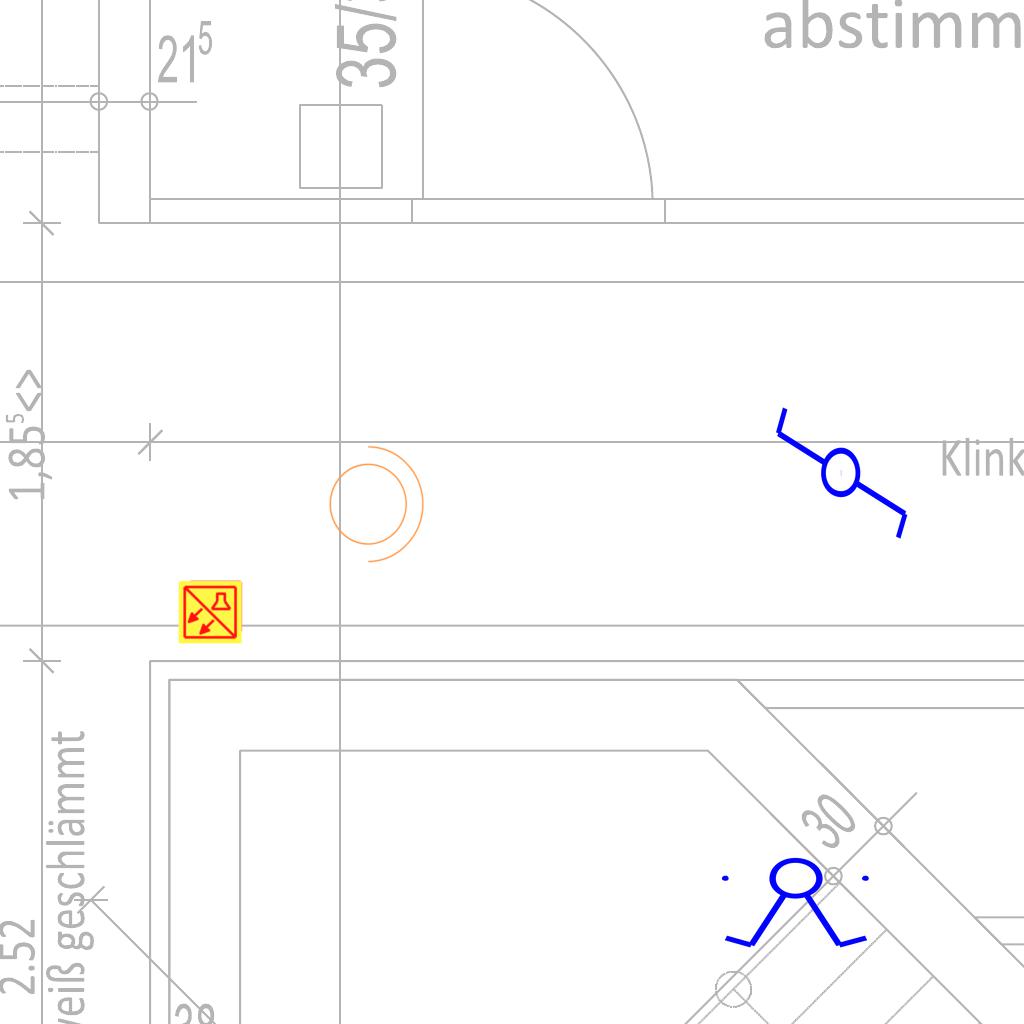 abstimm
35/
21⁵
1,85⁵<>
Klink
30
weiß geschlämmt
2.52